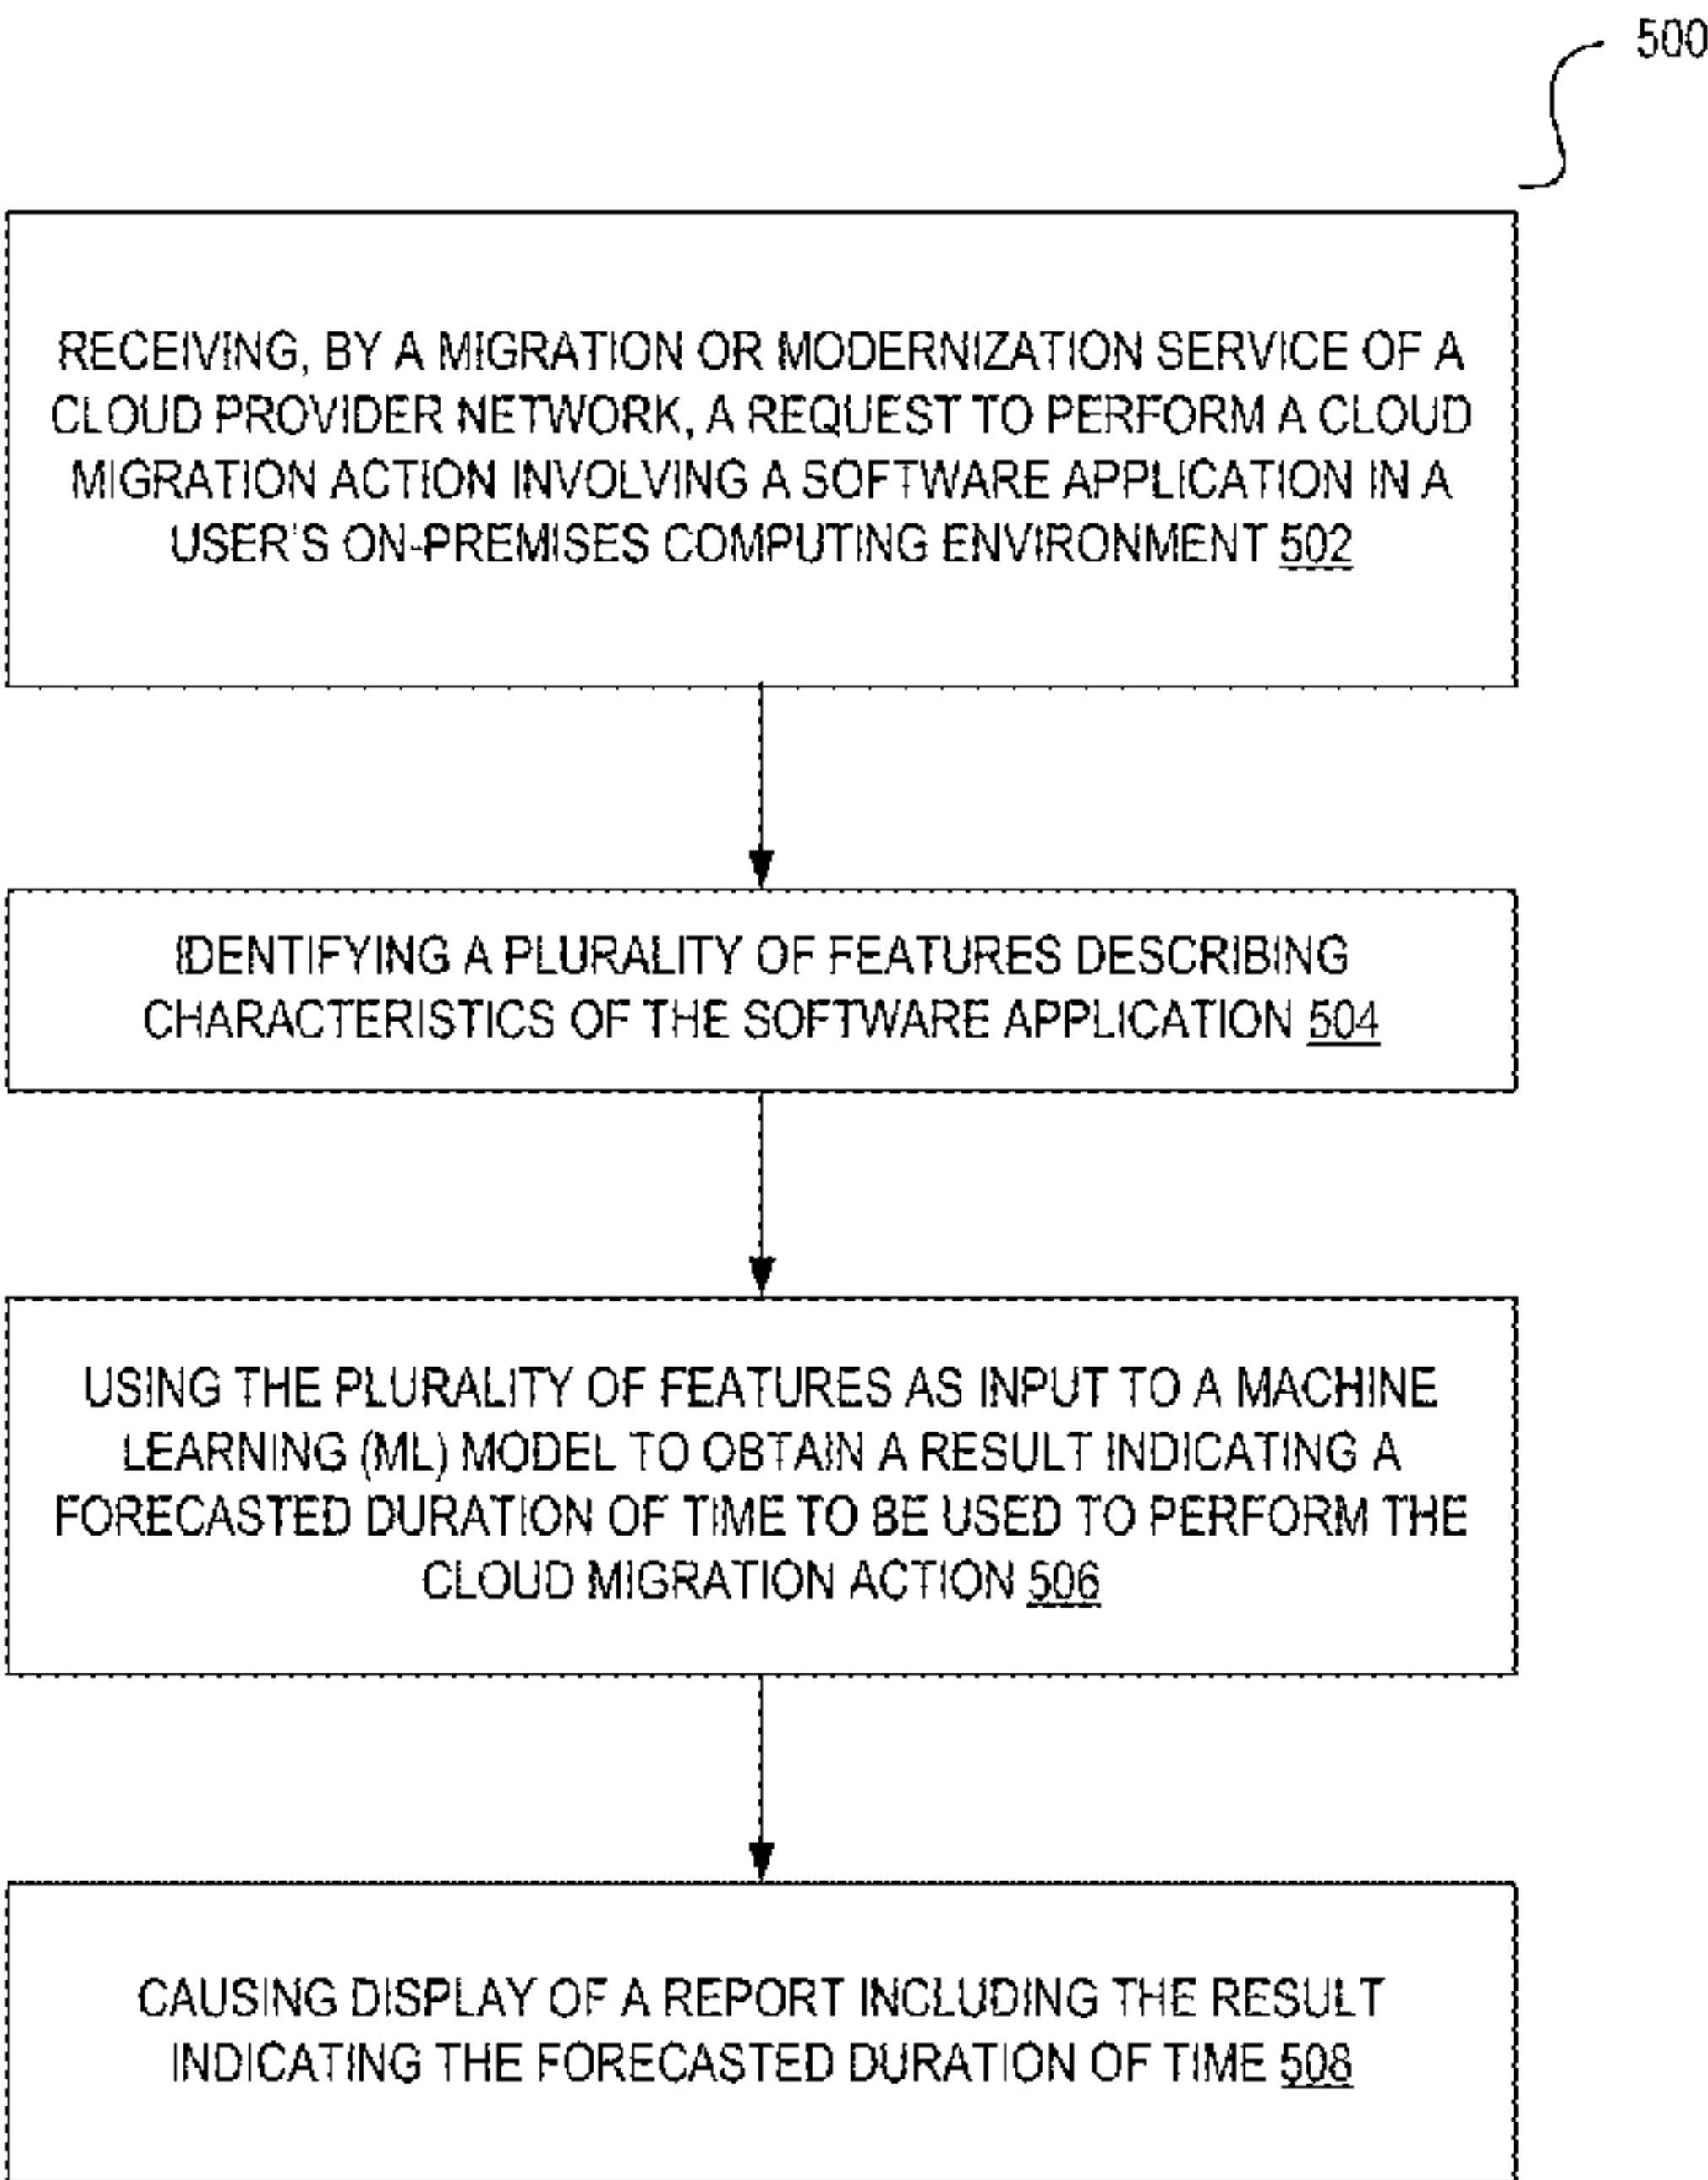 500
RECEIVING, BY A MIGRATION OR MODERNIZATION SERVICE OF A
CLOUD PROVIDER NETWORK, A REQUEST TO PERFORM A CLOUD
MIGRATION ACTION INVOLVING A SOFTWARE APPLICATION IN A
USER'S ON-PREMISES COMPUTING ENVIRONMENT 502
IDENTIFYING A PLURALITY OF FEATURES DESCRIBING
CHARACTERISTICS OF THE SOFTWARE APPLICATION 504
USING THE PLURALITY OF FEATURES AS INPUT TO A MACHINE
LEARNING (ML) MODEL TO OBTAIN A RESULT INDICATING A
FORECASTED DURATION OF TIME TO BE USED TO PERFORM THE
CLOUD MIGRATION ACTION 506
CAUSING DISPLAY OF A REPORT INCLUDING THE RESULT
INDICATING THE FORECASTED DURATION OF TIME 508